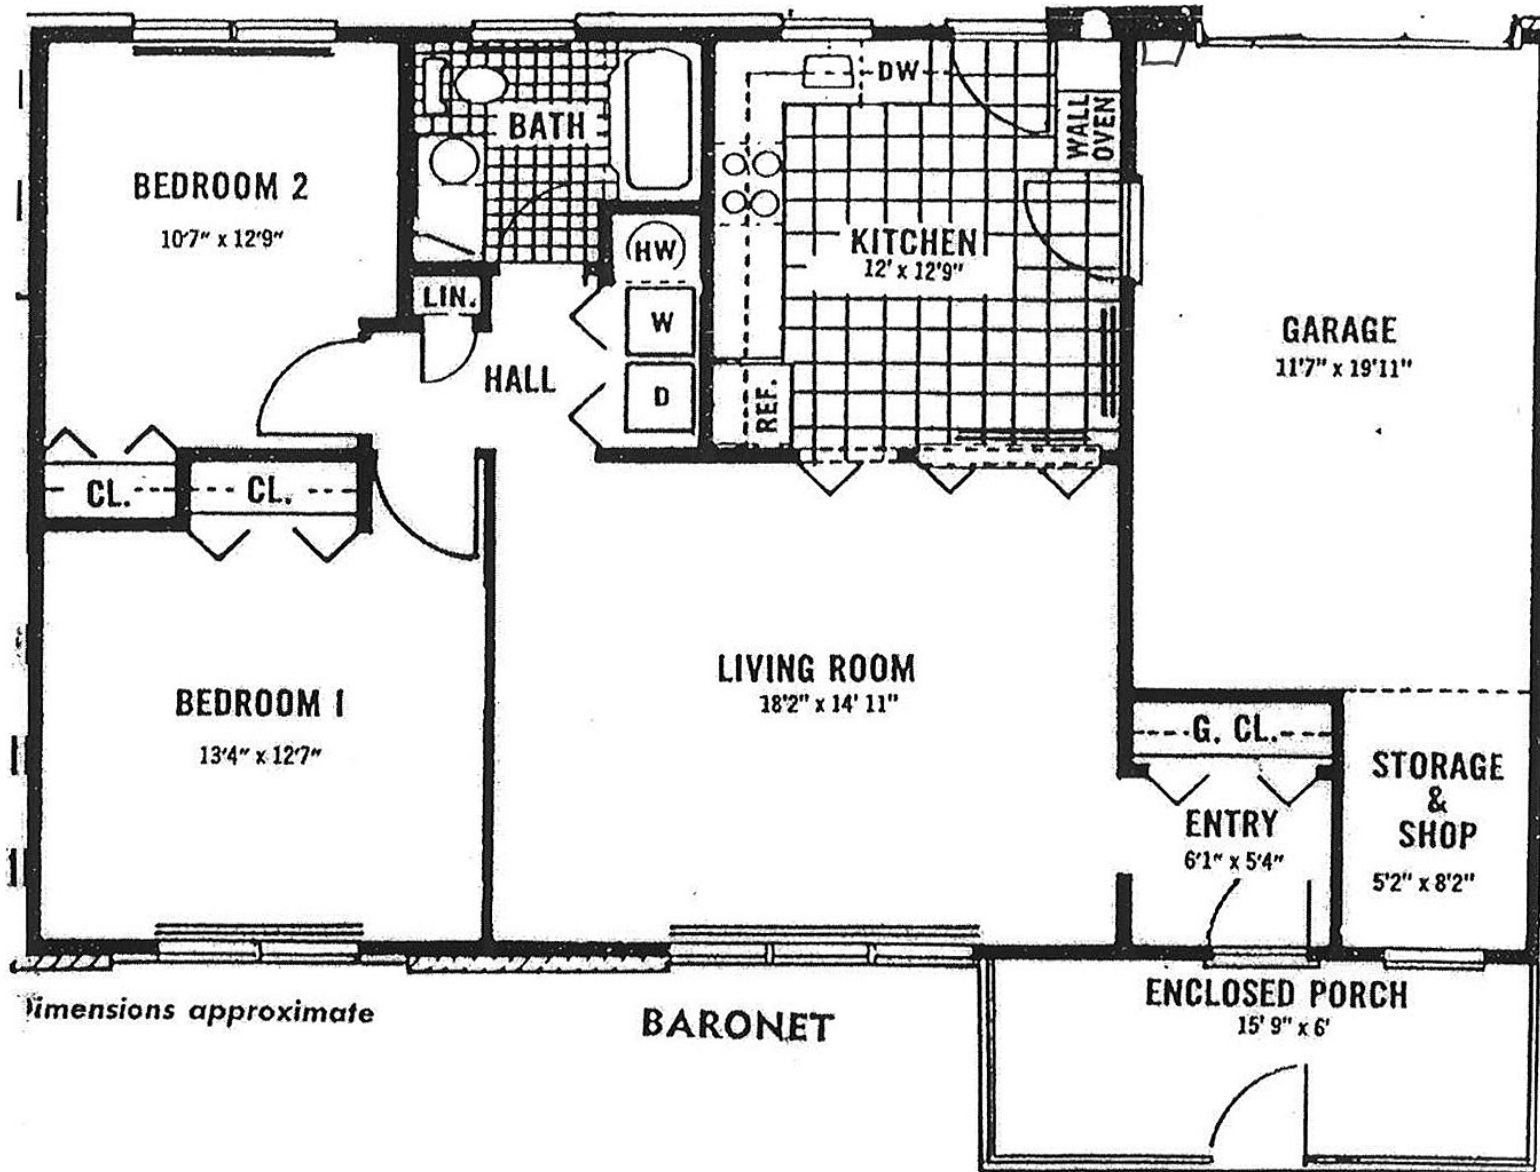 BEDROOM 2
10'7" x 12'9"
BATH
HW
LIN.
W
D
HALL
DW
WALL
OVEN
KITCHEN
12' x 12'9"
REF.
GARAGE
11'7" x 19'11"
CL.
CL.
BEDROOM 1
13'4" x 12'7"
LIVING ROOM
18'2" x 14' 11"
G. CL.
ENTRY
6'1" x 5'4"
STORAGE
&
SHOP
5'2" x 8'2"
ENCLOSED PORCH
15' 9" x 6'
Dimensions approximate
BARONET